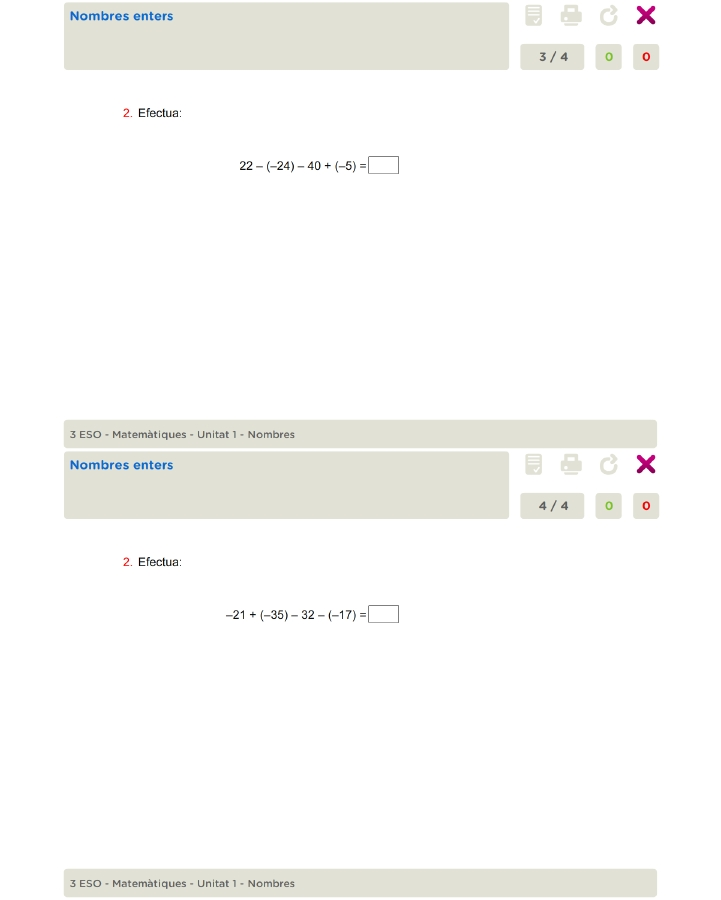 Nombres enters
3 / 4
0
0
2. Efectua:
22 – (–24) – 40 + (–5) =
3 ESO - Matemàtiques - Unitat 1 - Nombres
Nombres enters
4 / 4
0
0
2. Efectua:
–21 + (–35) – 32 – (–17) =
3 ESO - Matemàtiques - Unitat 1 - Nombres